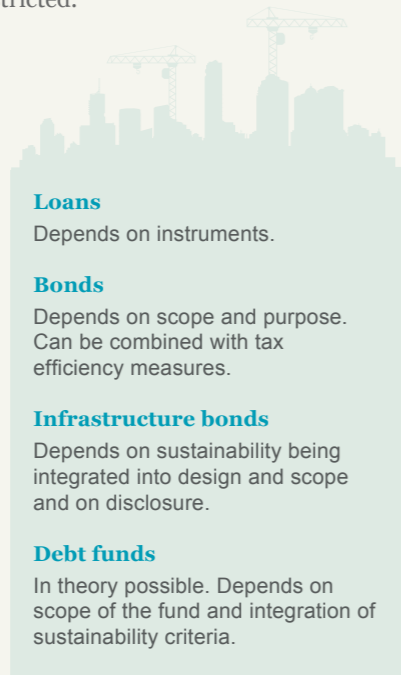 Loans
Depends on instruments.
Bonds
Depends on scope and purpose.
Can be combined with tax
efficiency measures.
Infrastructure bonds
Depends on sustainability being
integrated into design and scope
and on disclosure.
Debt funds
In theory possible. Depends on
scope of the fund and integration of
sustainability criteria.